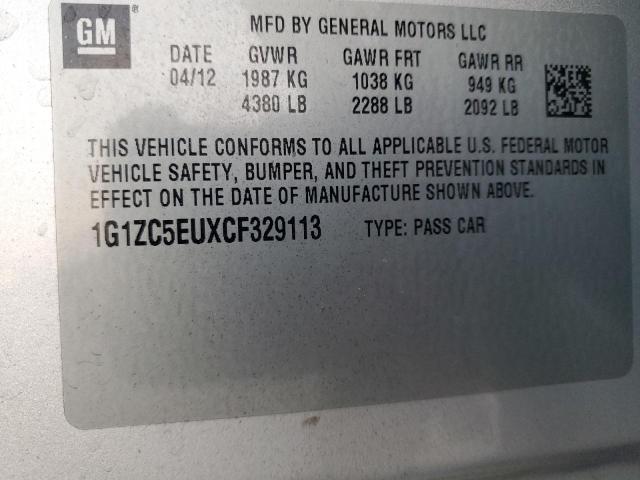 GM
®
MFD BY GENERAL MOTORS LLC
DATE GVWR GAWR FRT GAWR RR
04/12 1987 KG 1038 KG 949 KG
4380 LB 2288 LB 2092 LB
THIS VEHICLE CONFORMS TO ALL APPLICABLE U.S. FEDERAL MOTOR
VEHICLE SAFETY, BUMPER, AND THEFT PREVENTION STANDARDS IN
EFFECT ON THE DATE OF MANUFACTURE SHOWN ABOVE.
1G1ZC5EUXCF329113 TYPE: PASS CAR